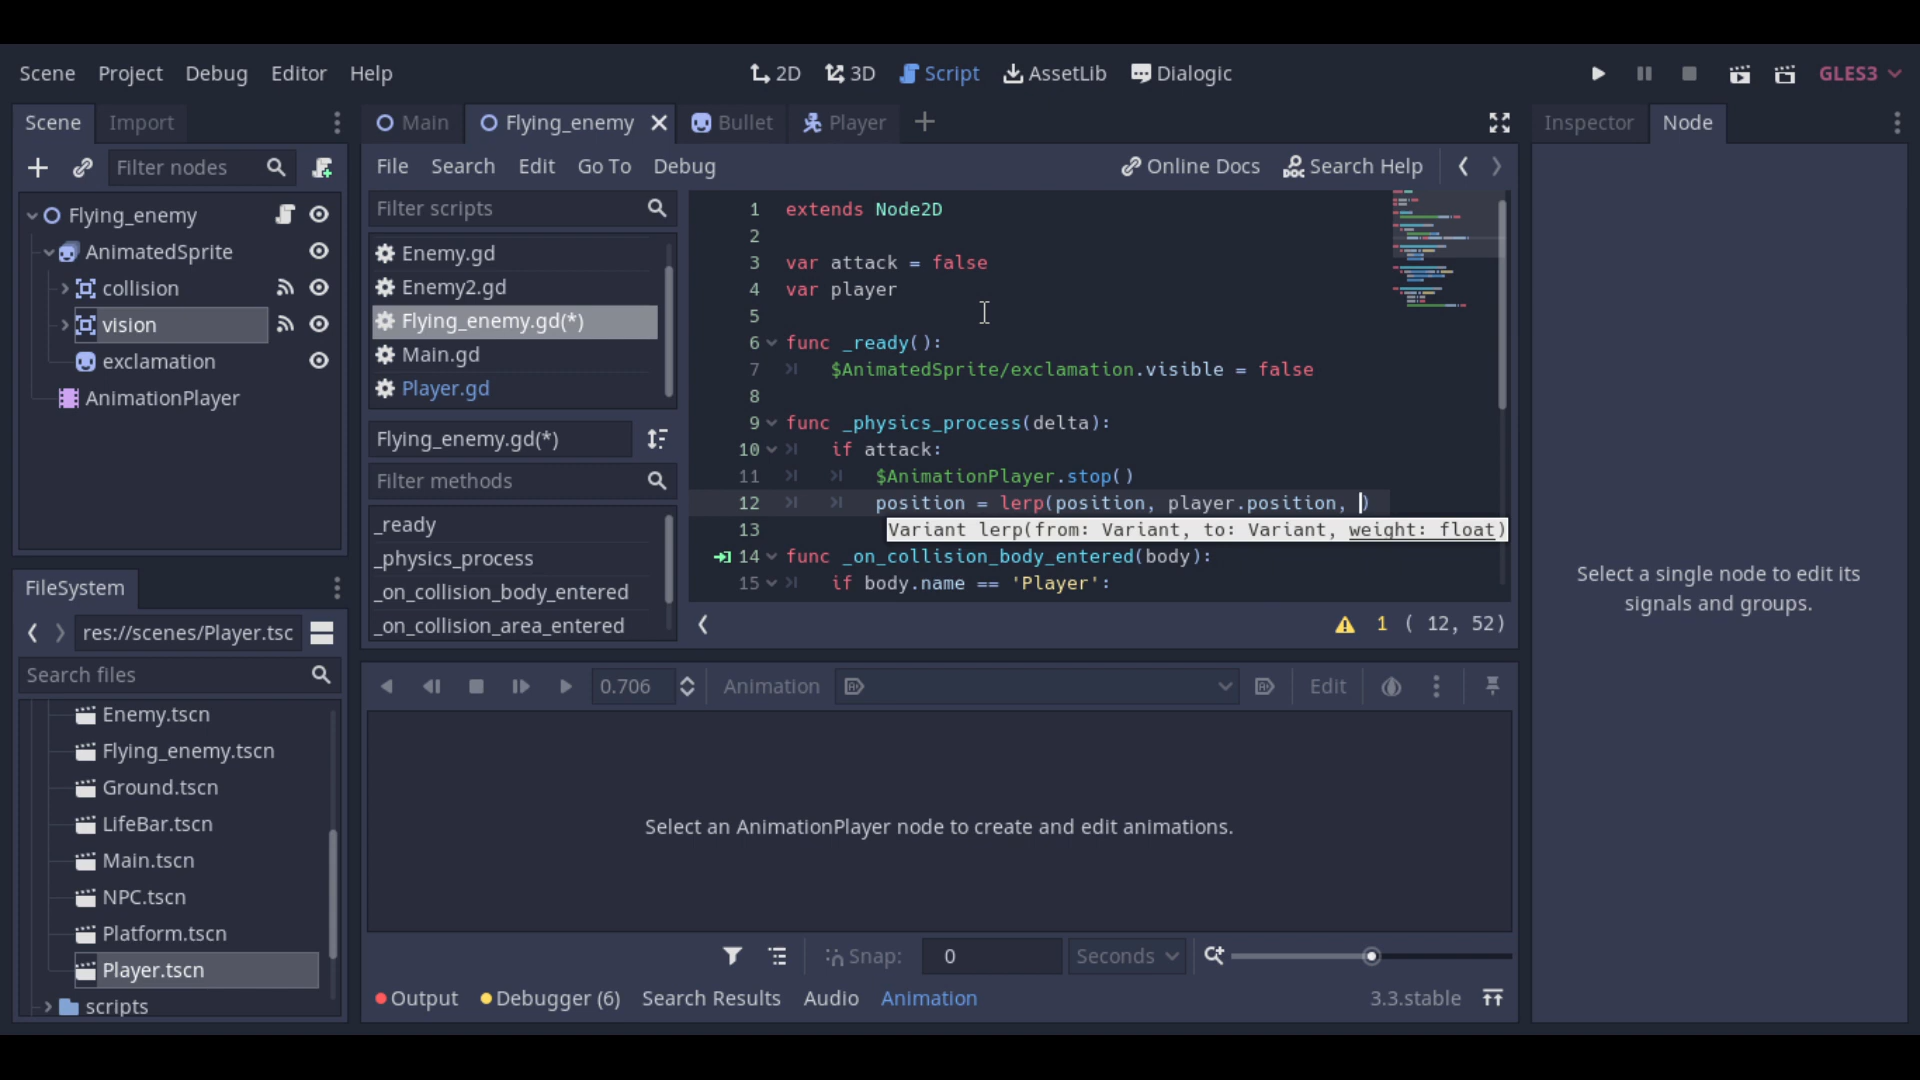 Scene Project Debug Editor Help
2D 3D Script AssetLib Dialogic
GLES3
Scene Import
Filter nodes
Flying_enemy
AnimatedSprite
collision
vision
exclamation
AnimationPlayer
FileSystem
res://scenes/Player.tsc
Search files
Enemy.tscn
Flying_enemy.tscn
Ground.tscn
LifeBar.tscn
Main.tscn
NPC.tscn
Platform.tscn
Player.tscn
scripts
Main Flying_enemy Bullet Player
File Search Edit Go To Debug
Online Docs Search Help
Filter scripts
Enemy.gd
Enemy2.gd
Flying_enemy.gd(*)
Main.gd
Player.gd
Flying_enemy.gd(*)
Filter methods
_ready
_physics_process
_on_collision_body_entered
_on_collision_area_entered
1 extends Node2D
2
3 var attack = false
4 var player
5
6 func _ready():
7 $AnimatedSprite/exclamation.visible = false
8
9 func _physics_process(delta):
10 if attack:
11 $AnimationPlayer.stop()
12 position = lerp(position, player.position, )
13 Variant lerp(from: Variant, to: Variant, weight: float)
14 func _on_collision_body_entered(body):
15 if body.name == 'Player':
1 ( 12, 52)
0.706 Animation Edit
Select an AnimationPlayer node to create and edit animations.
Snap: 0 Seconds
Output Debugger (6) Search Results Audio Animation 3.3.stable
Inspector Node
Select a single node to edit its
signals and groups.